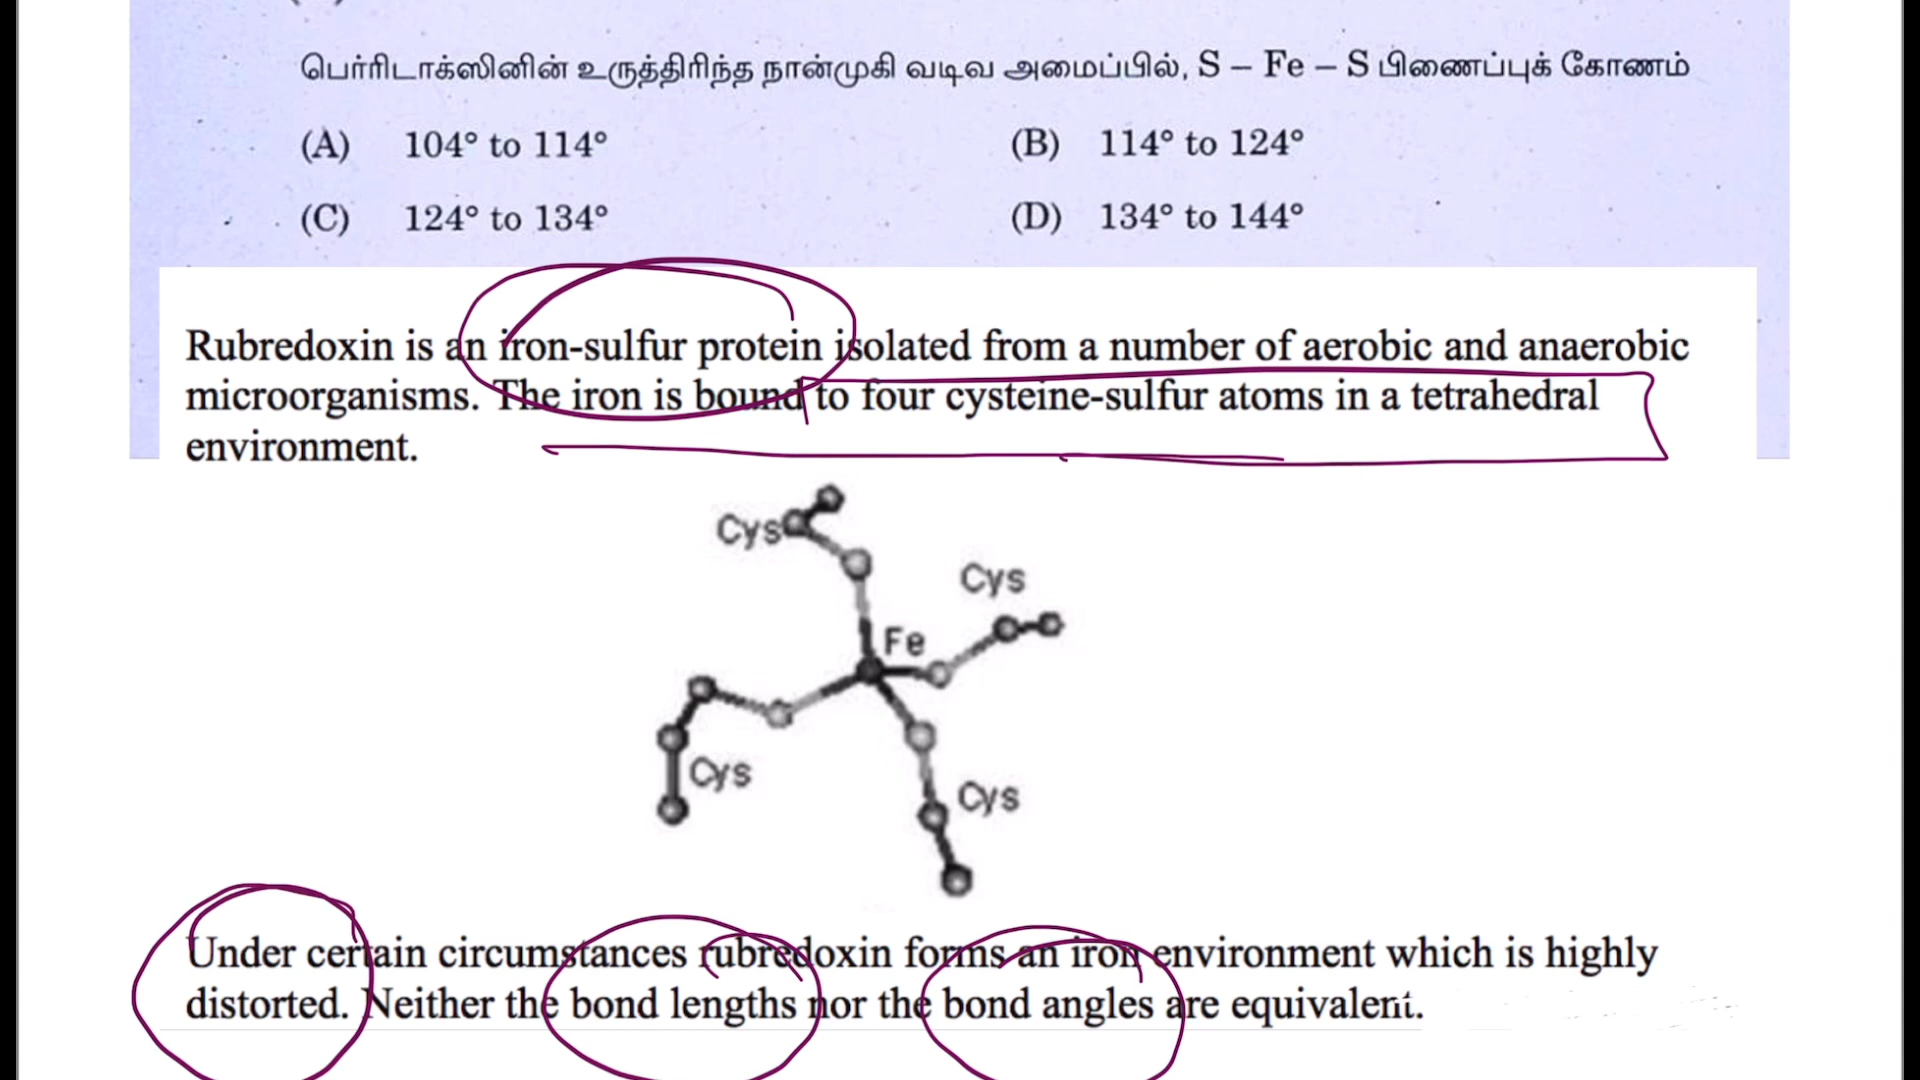 பெர்ரிடாக்ஸினின் உருத்திரிந்த நான்முகி வடிவ அமைப்பில், S – Fe – S பிணைப்புக் கோணம்
(A) 104° to 114°
(B) 114° to 124°
(C) 124° to 134°
(D) 134° to 144°
Rubredoxin is an iron-sulfur protein isolated from a number of aerobic and anaerobic
microorganisms. The iron is bound to four cysteine-sulfur atoms in a tetrahedral
environment.
Cys
Cys
Fe
Cys
Cys
Under certain circumstances rubredoxin forms an iron environment which is highly
distorted. Neither the bond lengths nor the bond angles are equivalent.